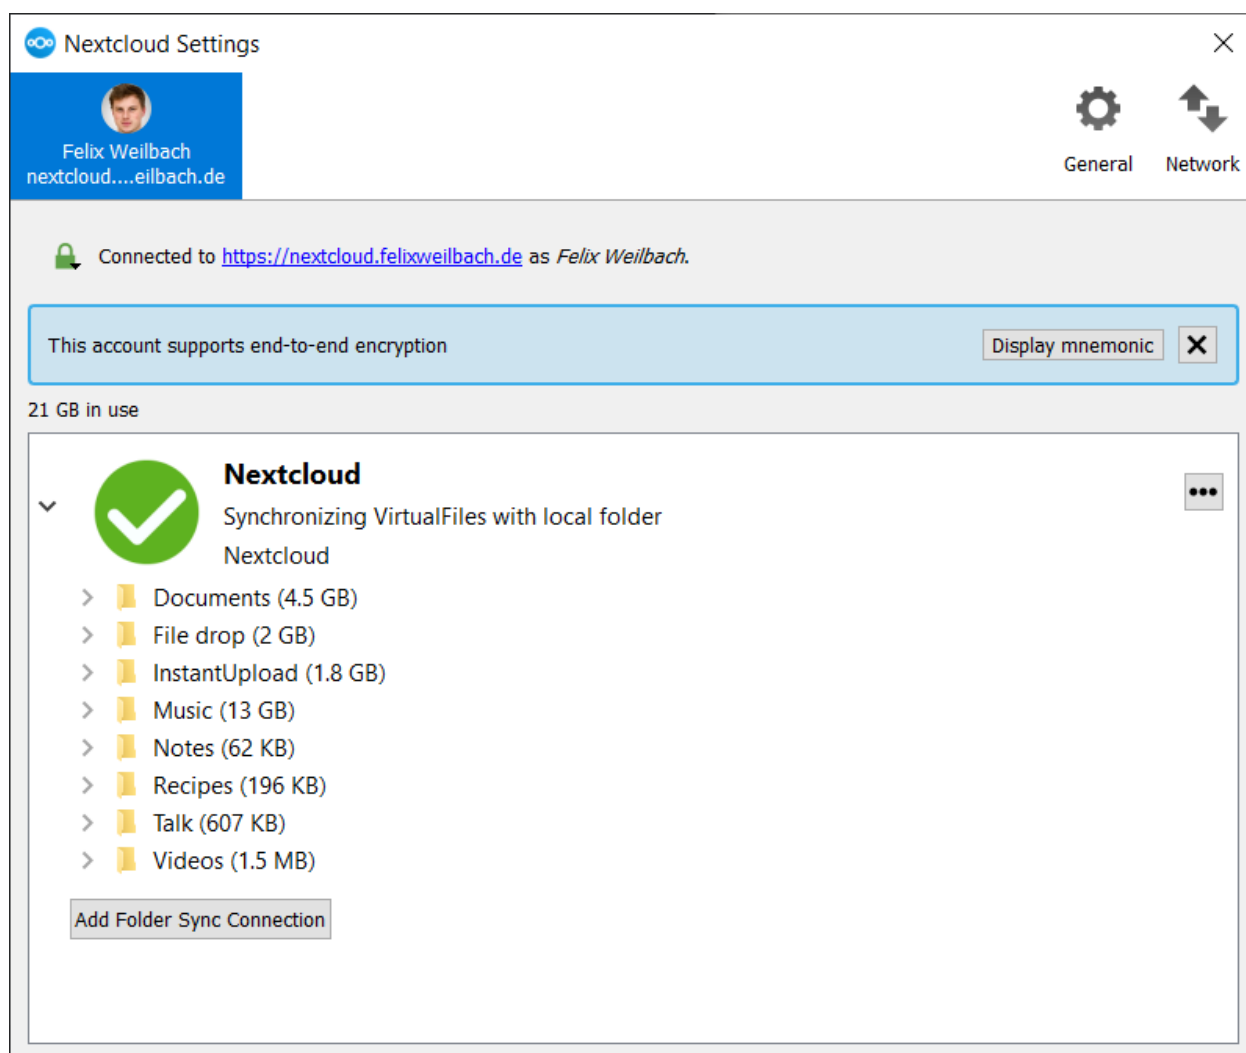 Nextcloud Settings
Felix Weilbach
nextcloud....eilbach.de
General
Network
Connected to https://nextcloud.felixweilbach.de as Felix Weilbach.
This account supports end-to-end encryption
Display mnemonic
21 GB in use
Nextcloud
Synchronizing VirtualFiles with local folder
Nextcloud
Documents (4.5 GB)
File drop (2 GB)
InstantUpload (1.8 GB)
Music (13 GB)
Notes (62 KB)
Recipes (196 KB)
Talk (607 KB)
Videos (1.5 MB)
Add Folder Sync Connection